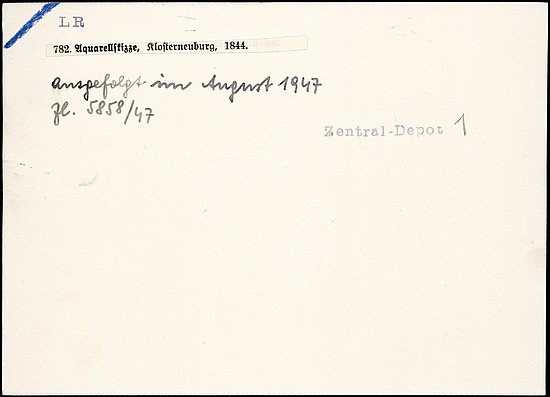 LR
782. Aquarellskizze, Klosterneuburg, 1844.
ausgefolgt im August 1947
Zl. 5858/47
Zentral-Depot 1